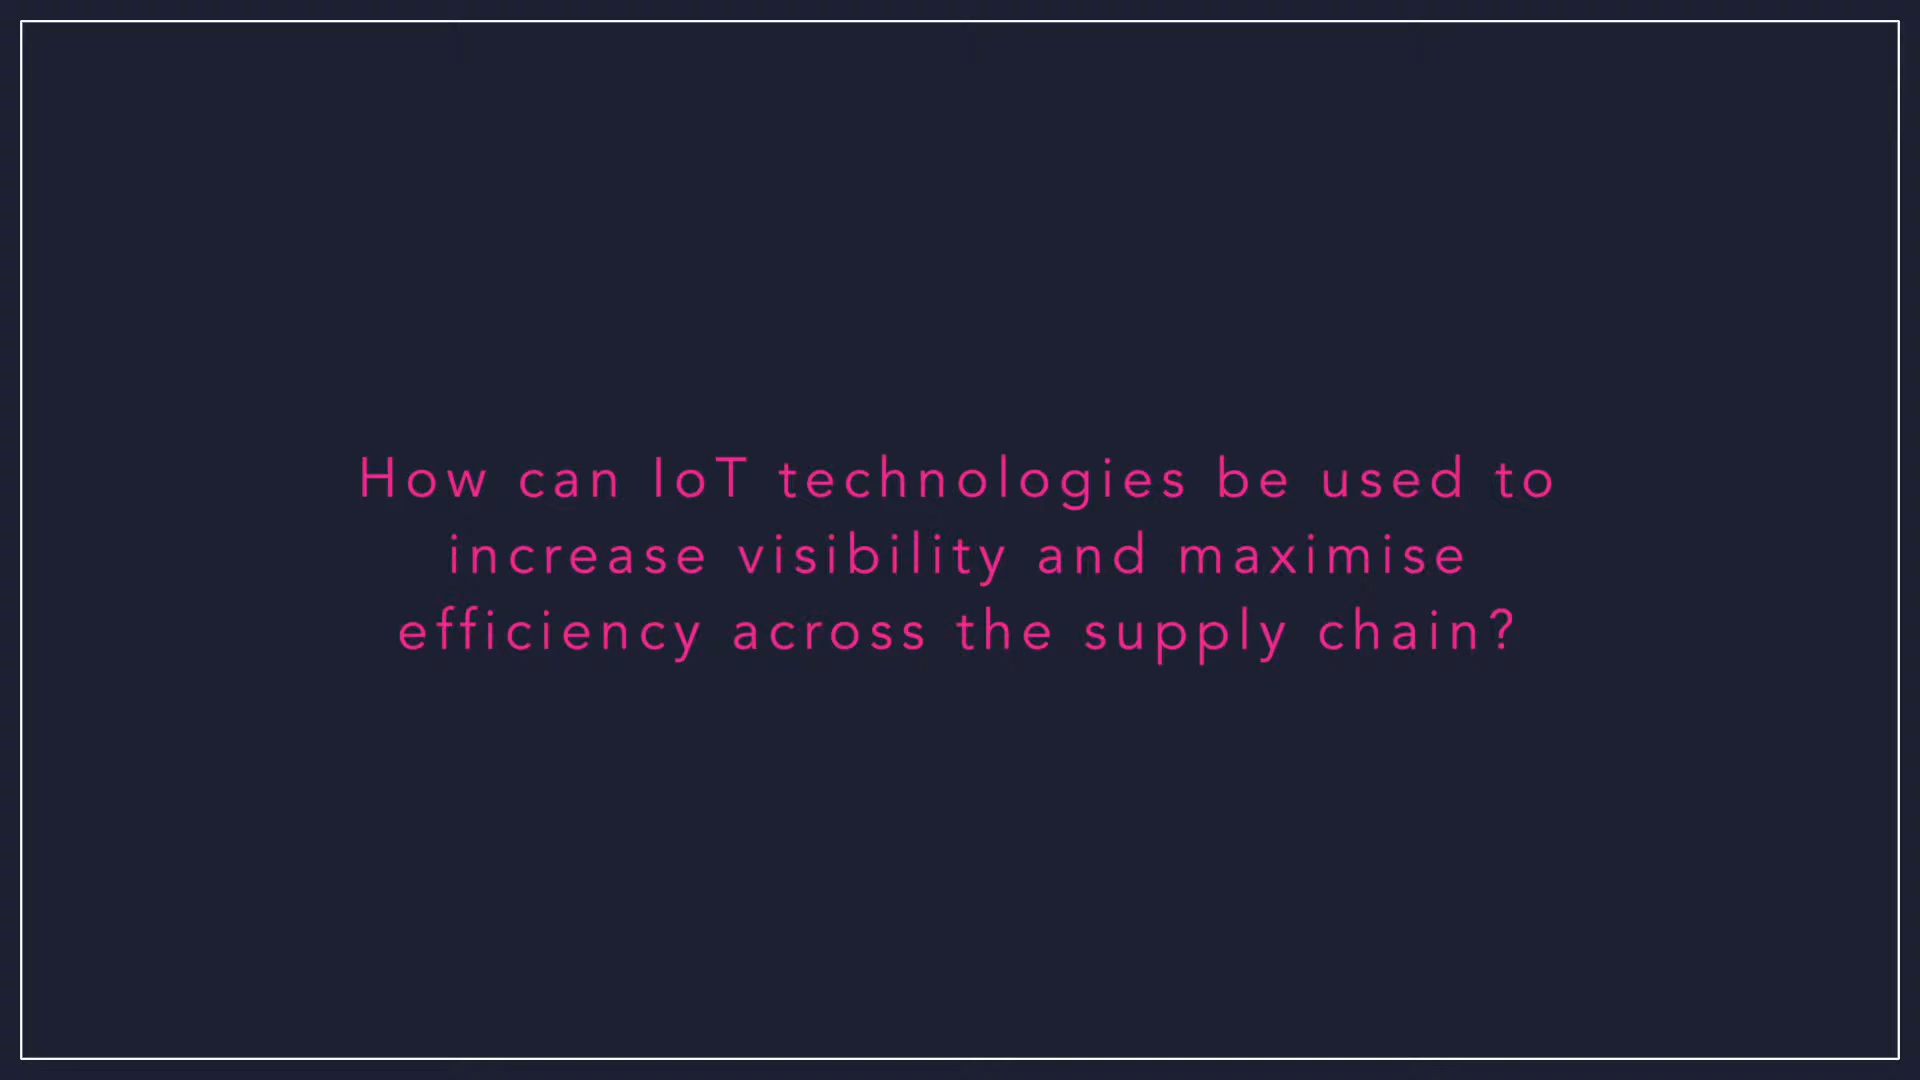 How can IoT technologies be used to
increase visibility and maximise
efficiency across the supply chain?